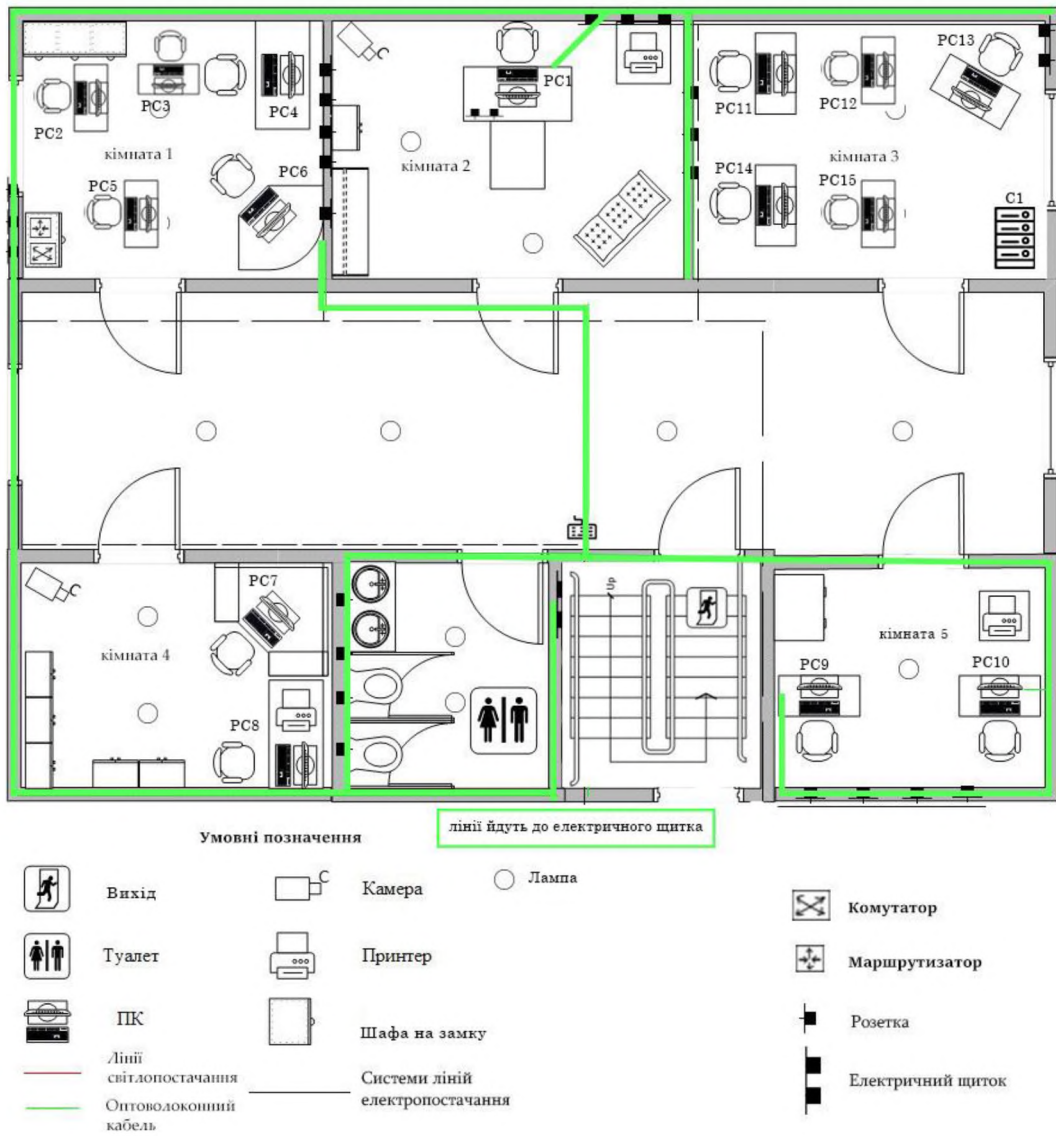 PC13
PC1
PC3
PC4
PC11
PC12
PC2
кімната 1
кімната 2
кімната 3
PC5
PC6
PC14
PC15
C1
C
Up
PC7
C
кімната 4
кімната 5
PC9
PC10
PC8
лінії йдуть до електричного щитка
Умовні позначення
Вихід
C
Камера
Лампа
Комутатор
Туалет
Принтер
Маршрутизатор
ПК
Шафа на замку
Розетка
Лінії
світлопостачання
Системи ліній
електропостачання
Електричний щиток
Оптоволоконний
кабель